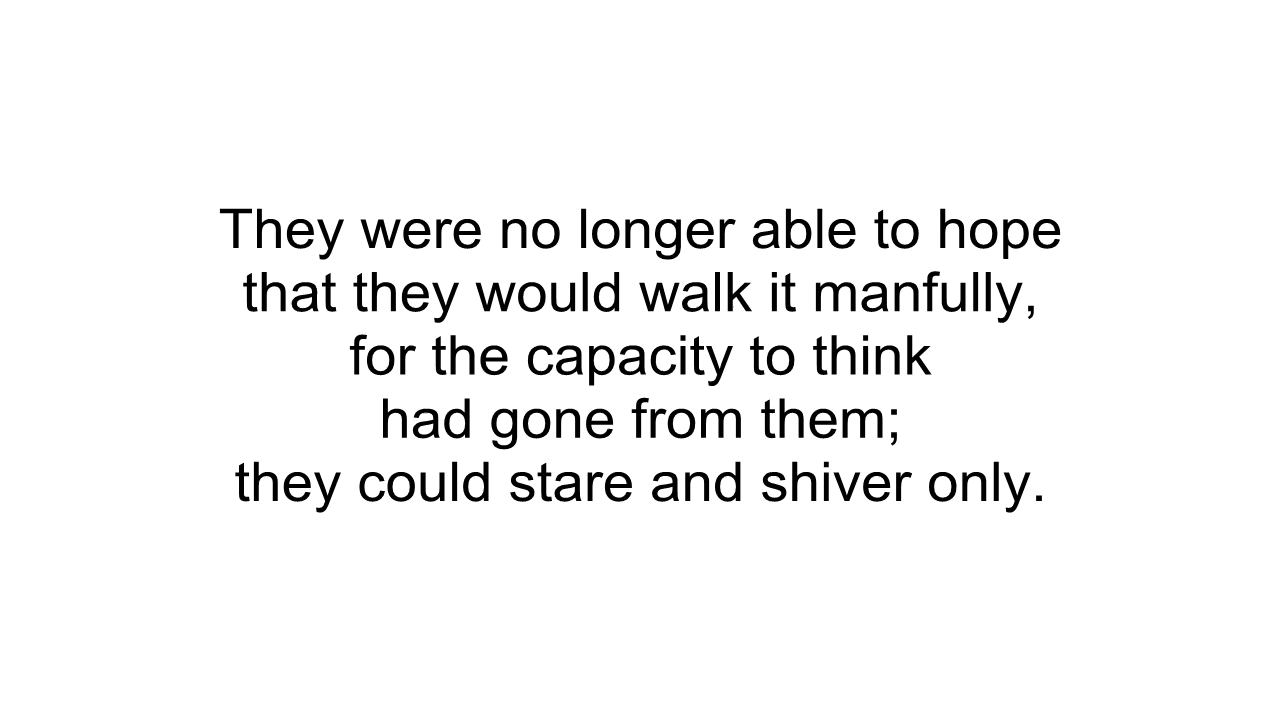 They were no longer able to hope
that they would walk it manfully,
for the capacity to think
had gone from them;
they could stare and shiver only.